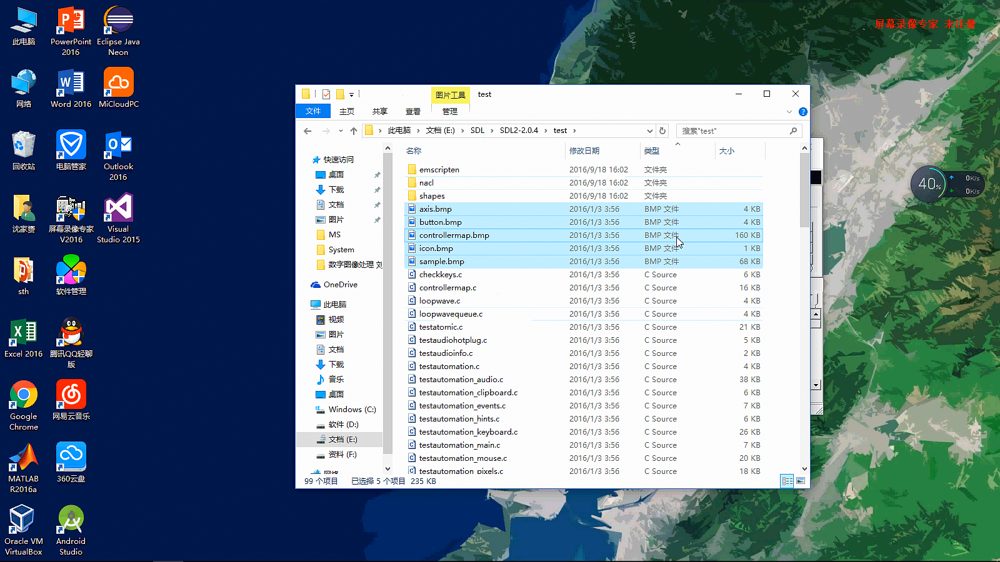 此电脑
PowerPoint 2016
Eclipse Java Neon
网络
Word 2016
MiCloudPC
回收站
电脑管家
Outlook 2016
沈家赟
屏幕录像专家 V2016
Visual Studio 2015
sth
软件管理
Excel 2016
腾讯QQ轻聊版
Google Chrome
网易云音乐
MATLAB R2016a
360云盘
Oracle VM VirtualBox
Android Studio
屏幕录像专家 未注册
图片工具 test
文件 主页 共享 查看 管理
此电脑 文档 (E:) SDL SDL2-2.0.4 test
搜索"test"
快速访问
桌面
下载
文档
图片
MS
System
数字图像处理 刘
OneDrive
此电脑
视频
图片
文档
下载
音乐
桌面
Windows (C:)
软件 (D:)
文档 (E:)
资料 (F:)
网络
名称 修改日期 类型 大小
emscripten 2016/9/18 16:02 文件夹
nacl 2016/9/18 16:02 文件夹
shapes 2016/9/18 16:02 文件夹
axis.bmp 2016/1/3 3:56 BMP 文件 4 KB
button.bmp 2016/1/3 3:56 BMP 文件 4 KB
controllermap.bmp 2016/1/3 3:56 BMP 文件 160 KB
icon.bmp 2016/1/3 3:56 BMP 文件 1 KB
sample.bmp 2016/1/3 3:56 BMP 文件 68 KB
checkkeys.c 2016/1/3 3:56 C Source 6 KB
controllermap.c 2016/1/3 3:56 C Source 16 KB
loopwave.c 2016/1/3 3:56 C Source 4 KB
loopwavequeue.c 2016/1/3 3:56 C Source 4 KB
testatomic.c 2016/1/3 3:56 C Source 21 KB
testaudiohotplug.c 2016/1/3 3:56 C Source 5 KB
testaudioinfo.c 2016/1/3 3:56 C Source 2 KB
testautomation.c 2016/1/3 3:56 C Source 4 KB
testautomation_audio.c 2016/1/3 3:56 C Source 38 KB
testautomation_clipboard.c 2016/1/3 3:56 C Source 6 KB
testautomation_events.c 2016/1/3 3:56 C Source 7 KB
testautomation_hints.c 2016/1/3 3:56 C Source 6 KB
testautomation_keyboard.c 2016/1/3 3:56 C Source 26 KB
testautomation_main.c 2016/1/3 3:56 C Source 7 KB
testautomation_mouse.c 2016/1/3 3:56 C Source 20 KB
testautomation_pixels.c 2016/1/3 3:56 C Source 18 KB
99 个项目 已选择 5 个项目 235 KB
40%
0K/s
0K/s